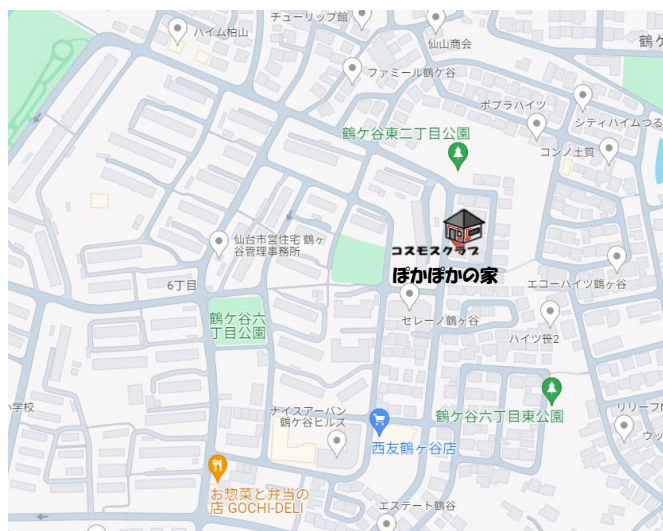 チューリップ館
ハイム柏山
仙山商会
鶴ケ
ファミール鶴ケ谷
ポプラハイツ
シティハイムつる
鶴ケ谷東二丁目公園
コンノ土質
仙台市営住宅 鶴ケ
谷管理事務所
コスモスクラブ
ぽかぽかの家
エコーハイツ鶴ケ谷
6丁目
鶴ケ谷六
丁目公園
セレーノ鶴ケ谷
ハイツ笹2
小学校
ナイスアーバン
鶴ケ谷ヒルズ
鶴ケ谷六丁目東公園
リリーフM
ウッ
西友鶴ヶ谷店
お惣菜と弁当の
店 GOCHI-DELI
エステート鶴谷